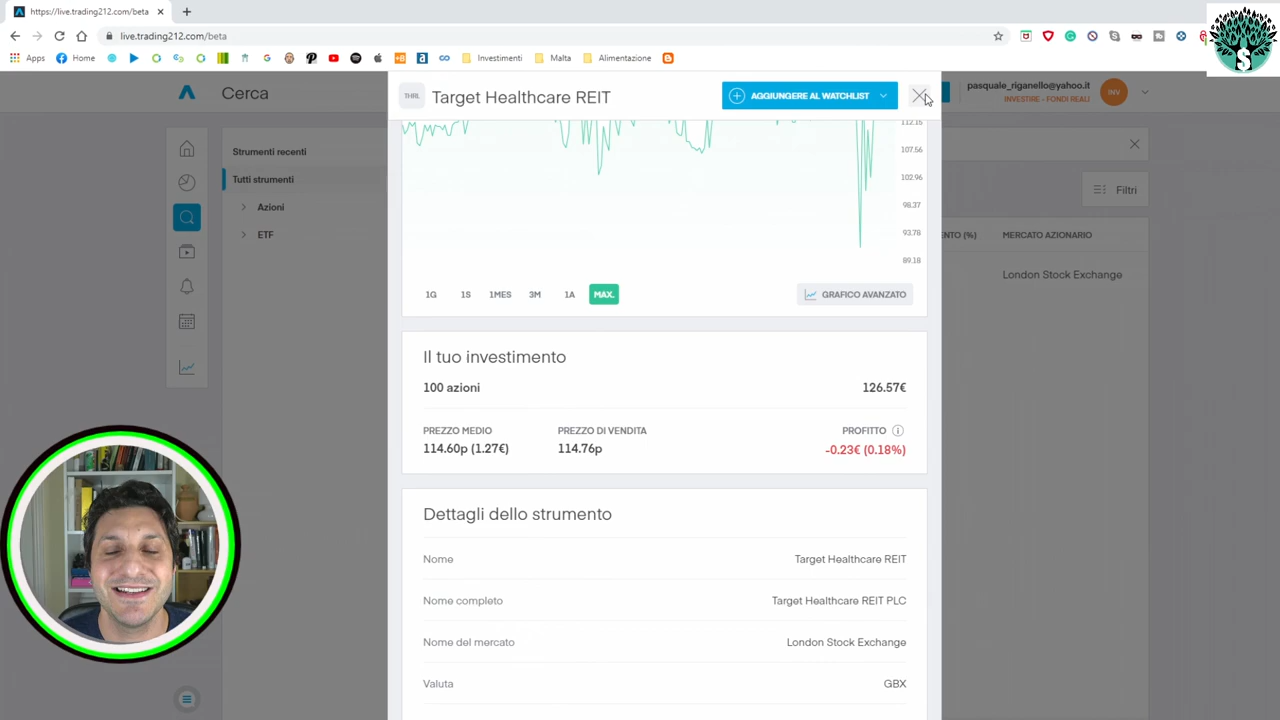 https://live.trading212.com/beta
live.trading212.com/beta
Apps
Home
Investimenti
Malta
Alimentazione
Cerca
THRL
Target Healthcare REIT
AGGIUNGERE AL WATCHLIST
pasquale_riganello@yahoo.it
INVESTIRE - FONDI REALI
INV
Strumenti recenti
Tutti strumenti
Azioni
ETF
Filtri
NTO (%)
MERCATO AZIONARIO
London Stock Exchange
112.15
107.56
102.96
98.37
93.78
89.18
1G
1S
1MES
3M
1A
MAX.
GRAFICO AVANZATO
Il tuo investimento
100 azioni
126.57€
PREZZO MEDIO
PREZZO DI VENDITA
PROFITTO
114.60p (1.27€)
114.76p
-0.23€ (0.18%)
Dettagli dello strumento
Nome
Target Healthcare REIT
Nome completo
Target Healthcare REIT PLC
Nome del mercato
London Stock Exchange
Valuta
GBX